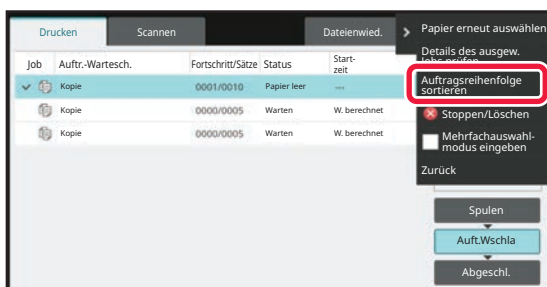 Drucken
Scannen
Dateienwied.
Job
Auftr.-Wartesch.
Fortschritt/Sätze
Status
Start-
zeit
Kopie
0001/0010
Papier leer
---
Kopie
0000/0005
Warten
W. berechnet
Kopie
0000/0005
Warten
W. berechnet
Papier erneut auswählen
Details des ausgew.
Jobs prüfen
Auftragsreihenfolge
sortieren
Stoppen/Löschen
Mehrfachauswahl-
modus eingeben
Zurück
Spulen
Auft.Wschla
Abgeschl.